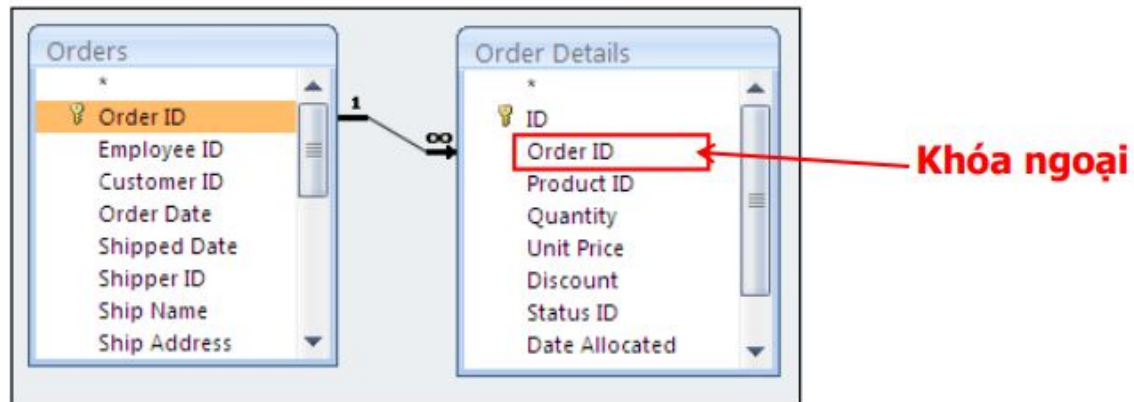 Orders
*
Order ID
Employee ID
Customer ID
Order Date
Shipped Date
Shipper ID
Ship Name
Ship Address
1
∞
Order Details
*
ID
Order ID
Product ID
Quantity
Unit Price
Discount
Status ID
Date Allocated
Khóa ngoại